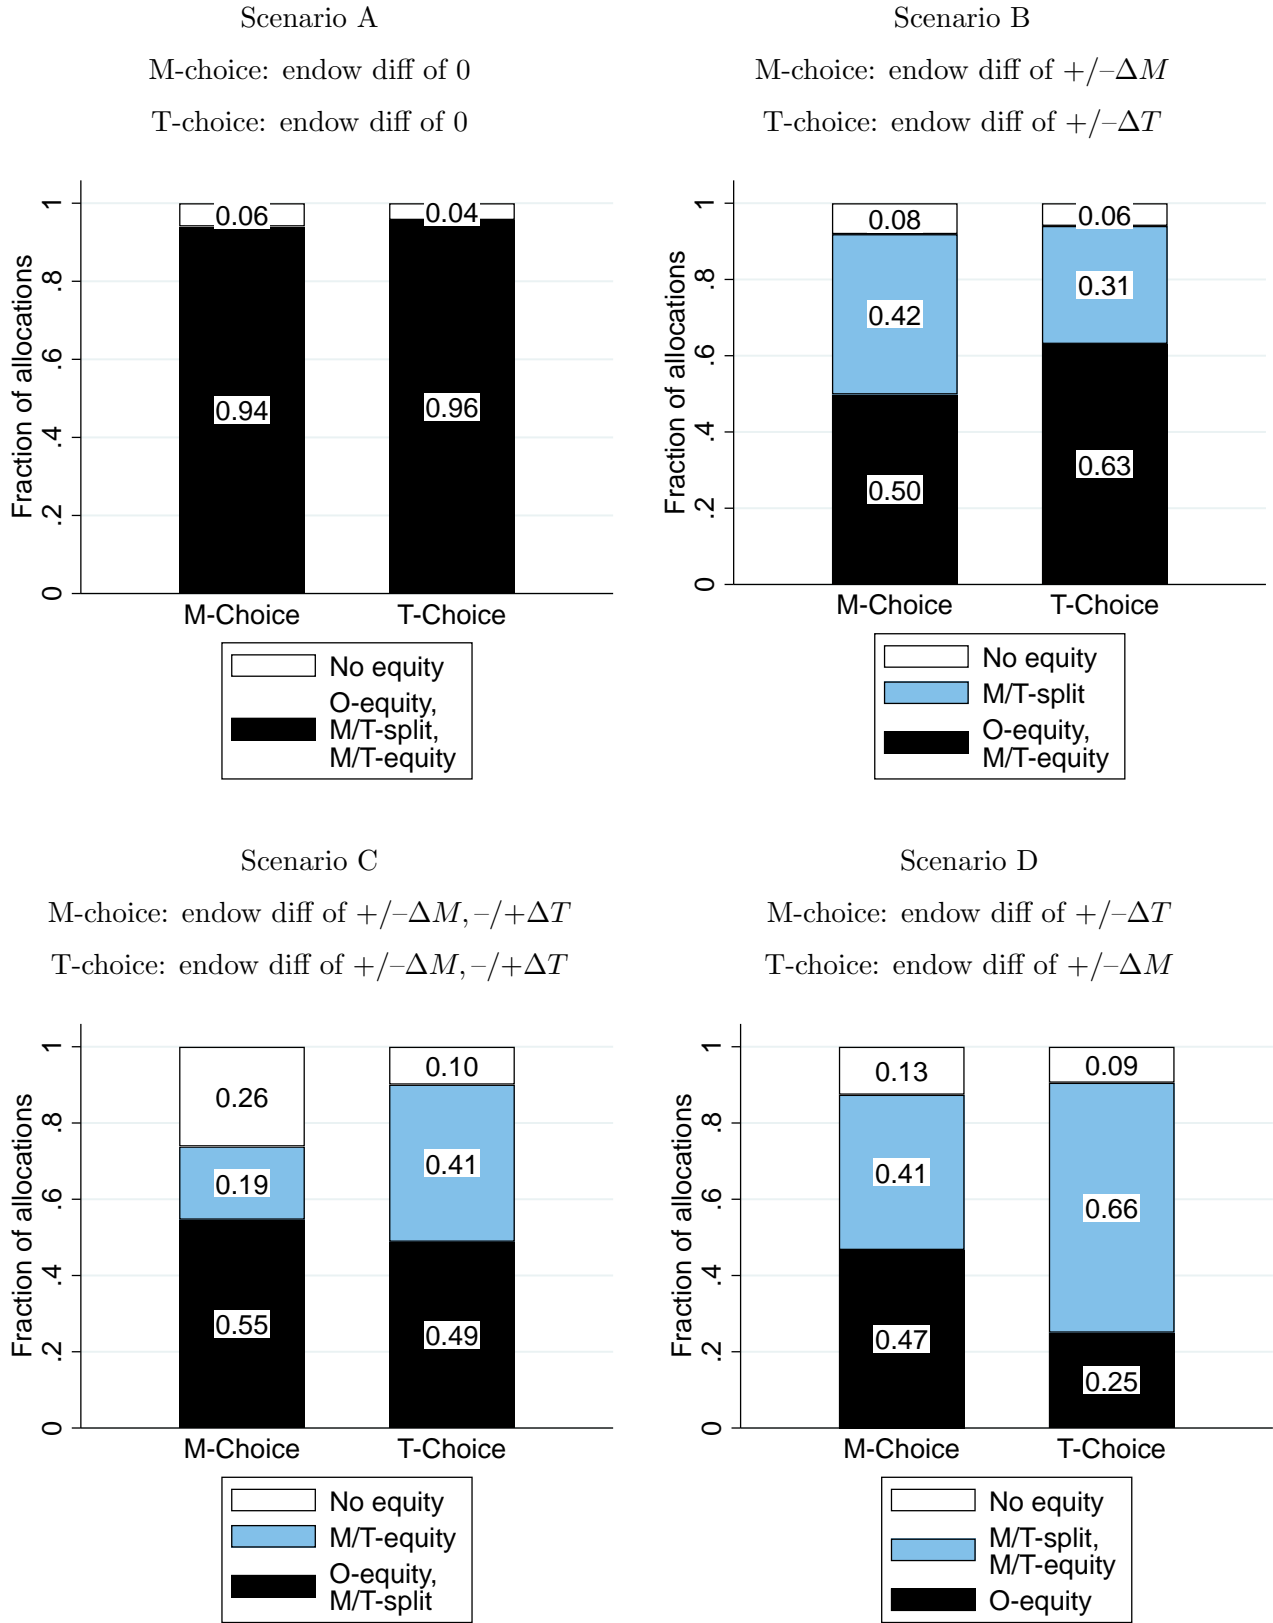 Scenario A
M-choice: endow diff of 0
T-choice: endow diff of 0
Fraction of allocations
1
.8
.6
.4
.2
0
0.06
0.94
0.04
0.96
M-Choice
T-Choice
No equity
O-equity,
M/T-split,
M/T-equity
Scenario B
M-choice: endow diff of +/–ΔM
T-choice: endow diff of +/–ΔT
Fraction of allocations
1
.8
.6
.4
.2
0
0.08
0.42
0.50
0.06
0.31
0.63
M-Choice
T-Choice
No equity
M/T-split
O-equity,
M/T-equity
Scenario C
M-choice: endow diff of +/–ΔM, –/+ΔT
T-choice: endow diff of +/–ΔM, –/+ΔT
Fraction of allocations
1
.8
.6
.4
.2
0
0.26
0.19
0.55
0.10
0.41
0.49
M-Choice
T-Choice
No equity
M/T-equity
O-equity,
M/T-split
Scenario D
M-choice: endow diff of +/–ΔT
T-choice: endow diff of +/–ΔM
Fraction of allocations
1
.8
.6
.4
.2
0
0.13
0.41
0.47
0.09
0.66
0.25
M-Choice
T-Choice
No equity
M/T-split,
M/T-equity
O-equity